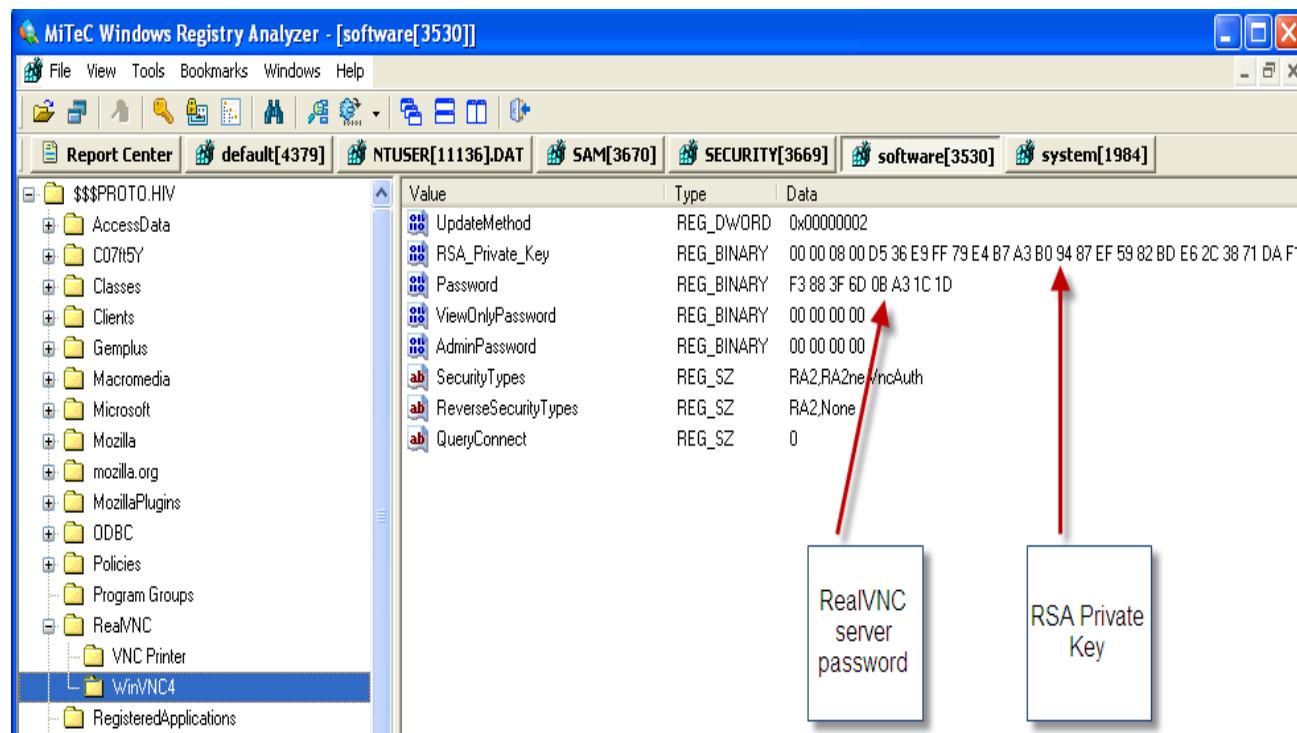 MiTeC Windows Registry Analyzer - [software[3530]]
File View Tools Bookmarks Windows Help
Report Center default[4379] NTUSER[11136].DAT SAM[3670] SECURITY[3669] software[3530] system[1984]
$$$PROTO.HIV
AccessData
C07ft5Y
Classes
Clients
Gemplus
Macromedia
Microsoft
Mozilla
mozilla.org
MozillaPlugins
ODBC
Policies
Program Groups
RealVNC
VNC Printer
WinVNC4
RegisteredApplications
Value Type Data
UpdateMethod REG_DWORD 0x00000002
RSA_Private_Key REG_BINARY 00 00 08 00 D5 36 E9 FF 79 E4 B7 A3 B0 94 87 EF 59 82 BD E6 2C 38 71 DA F1
Password REG_BINARY F3 88 3F 6D 0B A3 1C 1D
ViewOnlyPassword REG_BINARY 00 00 00 00
AdminPassword REG_BINARY 00 00 00 00
SecurityTypes REG_SZ RA2,RA2ne,VncAuth
ReverseSecurityTypes REG_SZ RA2,None
QueryConnect REG_SZ 0
RealVNC
server
password
RSA Private
Key